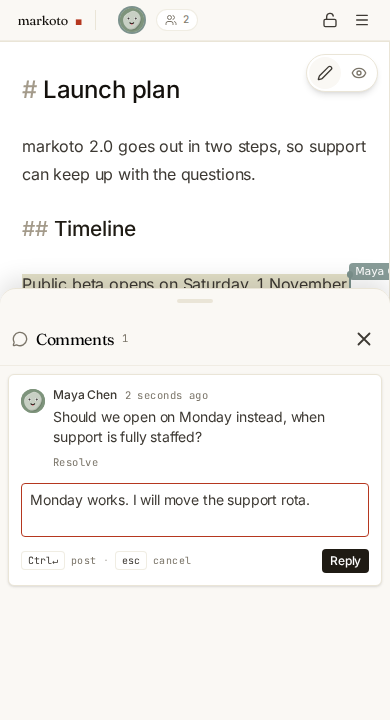 markoto
2
# Launch plan
markoto 2.0 goes out in two steps, so support
can keep up with the questions.
## Timeline
Maya
Public beta opens on Saturday, 1 November
Comments 1
Maya Chen 2 seconds ago
Should we open on Monday instead, when
support is fully staffed?
Resolve
Monday works. I will move the support rota.
Ctrl↵ post · esc cancel
Reply